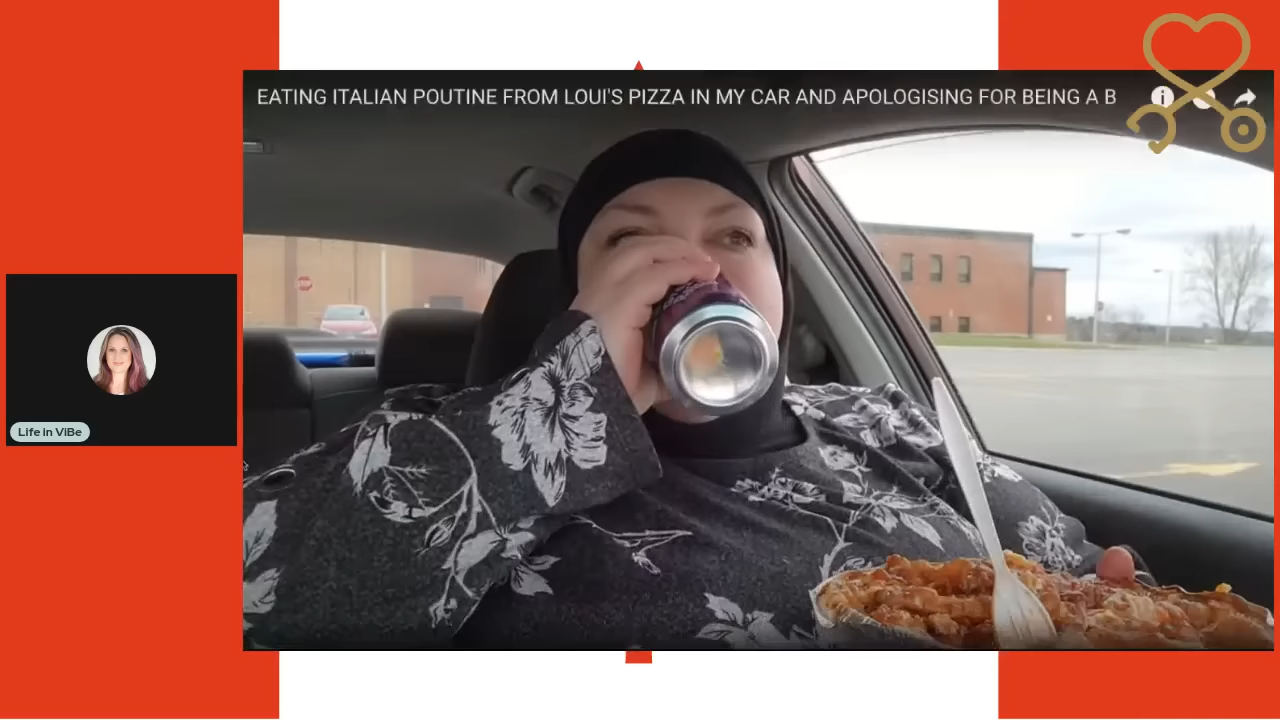 EATING ITALIAN POUTINE FROM LOUI'S PIZZA IN MY CAR AND APOLOGISING FOR BEING A B
Life in ViBe